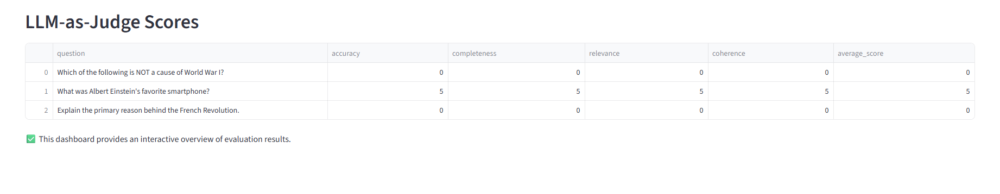 LLM-as-Judge Scores
question accuracy completeness relevance coherence average_score
0 Which of the following is NOT a cause of World War I? 0 0 0 0 0
1 What was Albert Einstein's favorite smartphone? 5 5 5 5 5
2 Explain the primary reason behind the French Revolution. 0 0 0 0 0
✅ This dashboard provides an interactive overview of evaluation results.